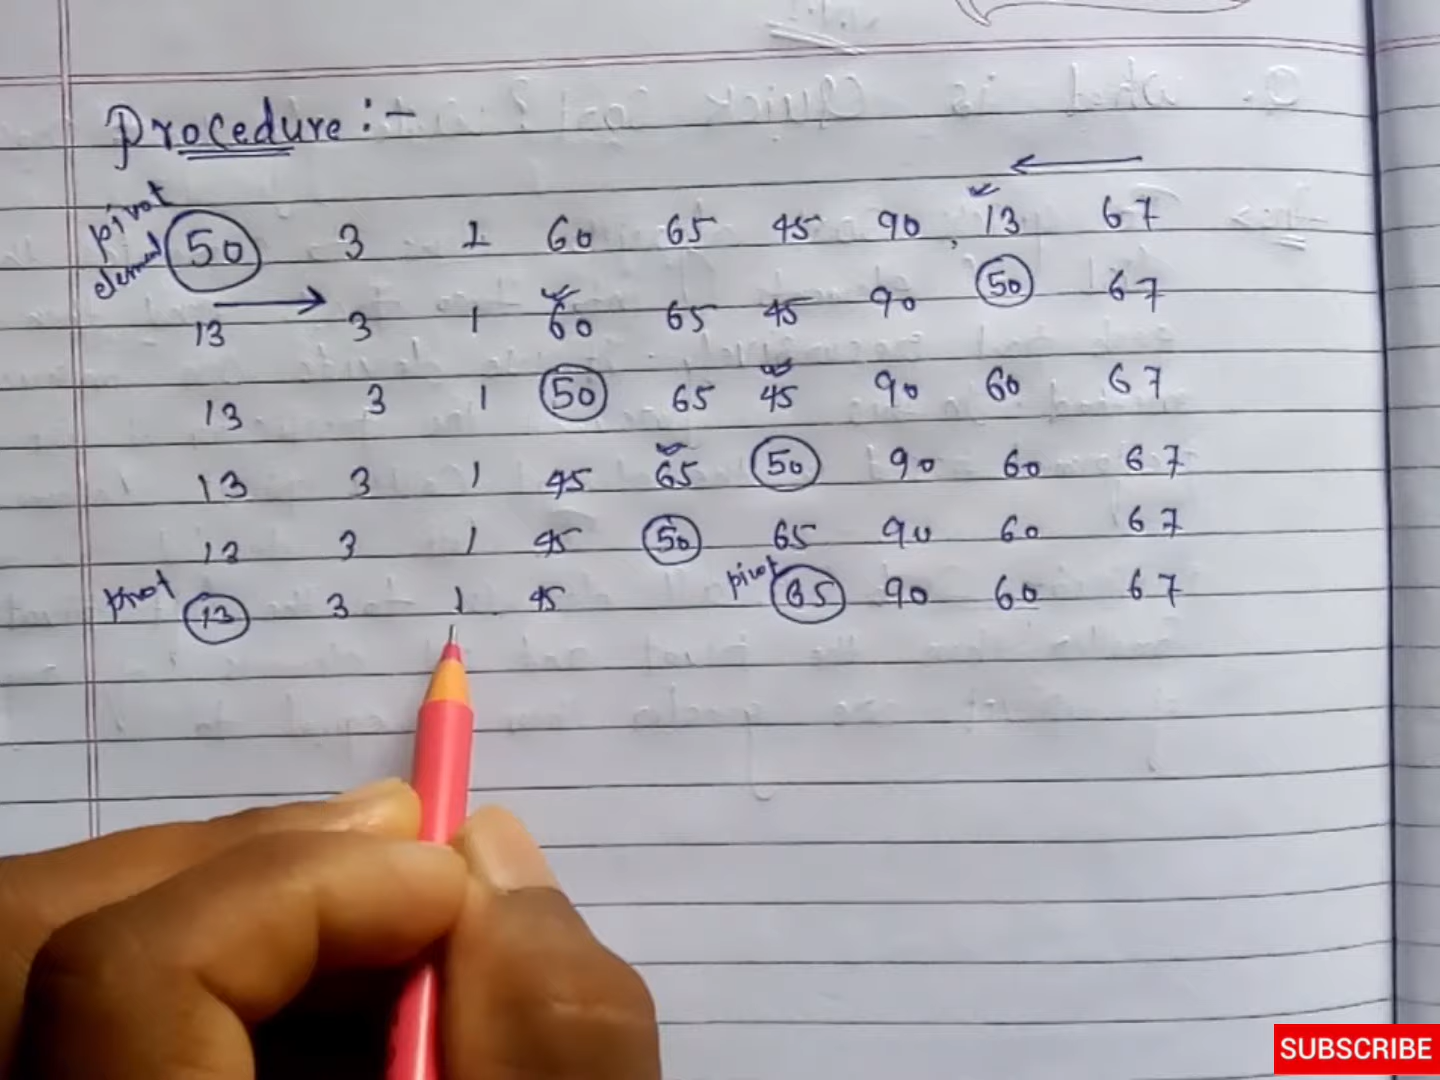 Procedure :-
pivot element 50 3 1 60 65 45 90 13 67
13 3 1 60 65 45 90 50 67
13 3 1 50 65 45 90 60 67
13 3 1 45 65 50 90 60 67
13 3 1 45 50 65 90 60 67
pivot 13 3 1 45 pivot 65 90 60 67
SUBSCRIBE